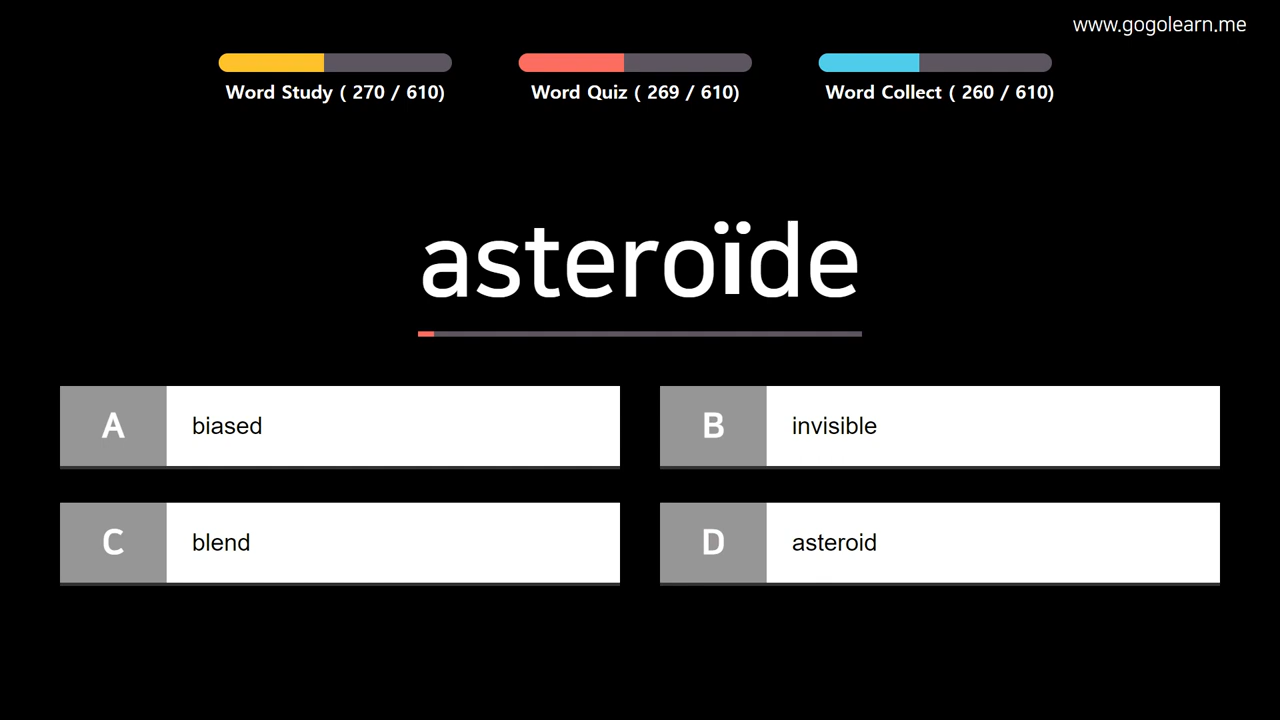 www.gogolearn.me
Word Study ( 270 / 610)
Word Quiz ( 269 / 610)
Word Collect ( 260 / 610)
asteroïde
A biased
B invisible
C blend
D asteroid